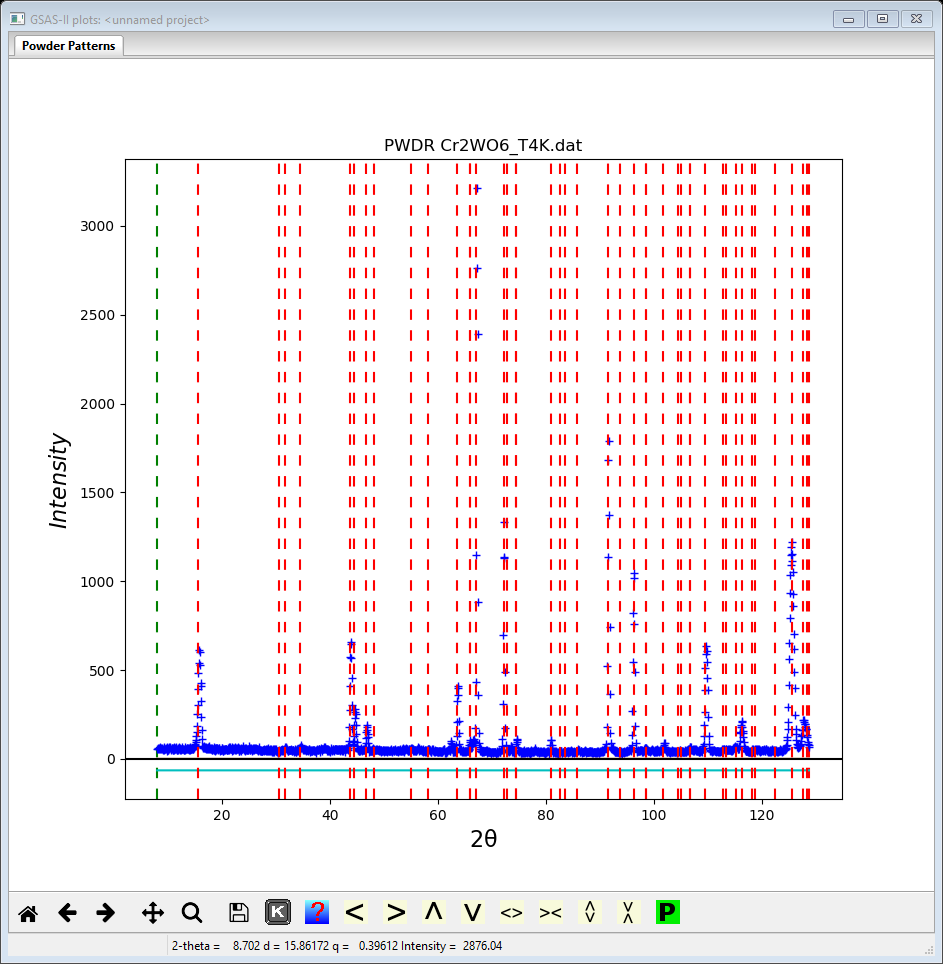 GSAS-II plots: <unnamed project>
Powder Patterns
PWDR Cr2WO6_T4K.dat
3000
2500
2000
1500
1000
500
0
Intensity
20 40 60 80 100 120
2θ
K ? < > Λ V <> >< P
2-theta = 8.702 d = 15.86172 q = 0.39612 Intensity = 2876.04